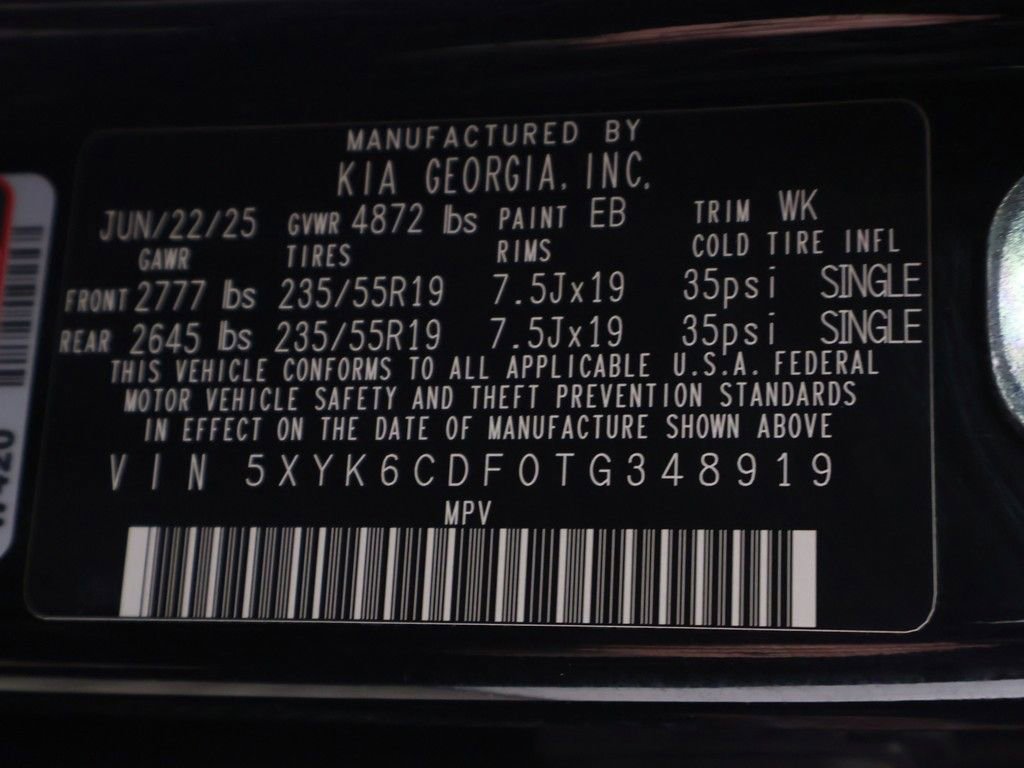 MANUFACTURED BY
KIA GEORGIA, INC.
JUN/22/25 GVWR 4872 lbs PAINT EB TRIM WK
GAWR TIRES RIMS COLD TIRE INFL
FRONT 2777 lbs 235/55R19 7.5Jx19 35psi SINGLE
REAR 2645 lbs 235/55R19 7.5Jx19 35psi SINGLE
THIS VEHICLE CONFORMS TO ALL APPLICABLE U.S.A. FEDERAL
MOTOR VEHICLE SAFETY AND THEFT PREVENTION STANDARDS
IN EFFECT ON THE DATE OF MANUFACTURE SHOWN ABOVE
VIN 5XYK6CDF0TG348919
MPV